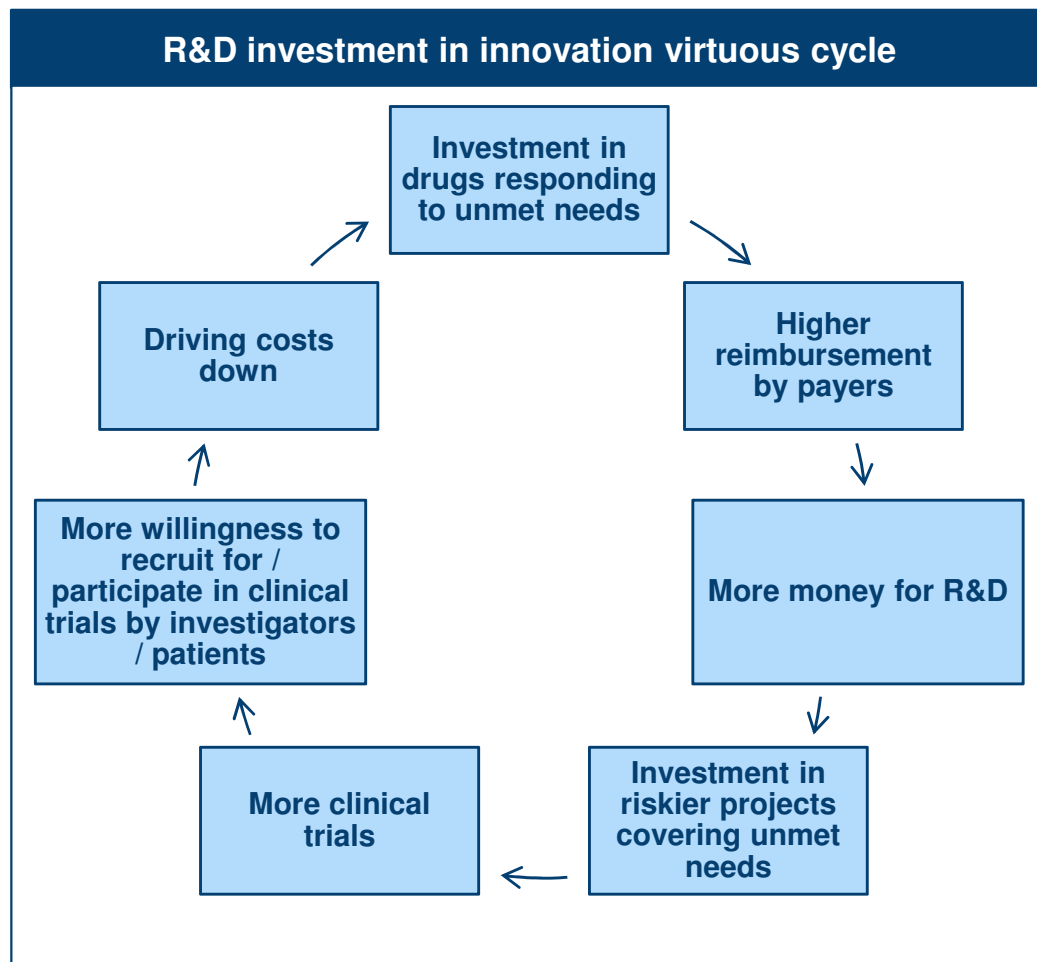 R&D investment in innovation virtuous cycle
Investment in
drugs responding
to unmet needs
Higher
reimbursement
by payers
More money for R&D
Investment in
riskier projects
covering unmet
needs
More clinical
trials
More willingness to
recruit for /
participate in clinical
trials by investigators
/ patients
Driving costs
down